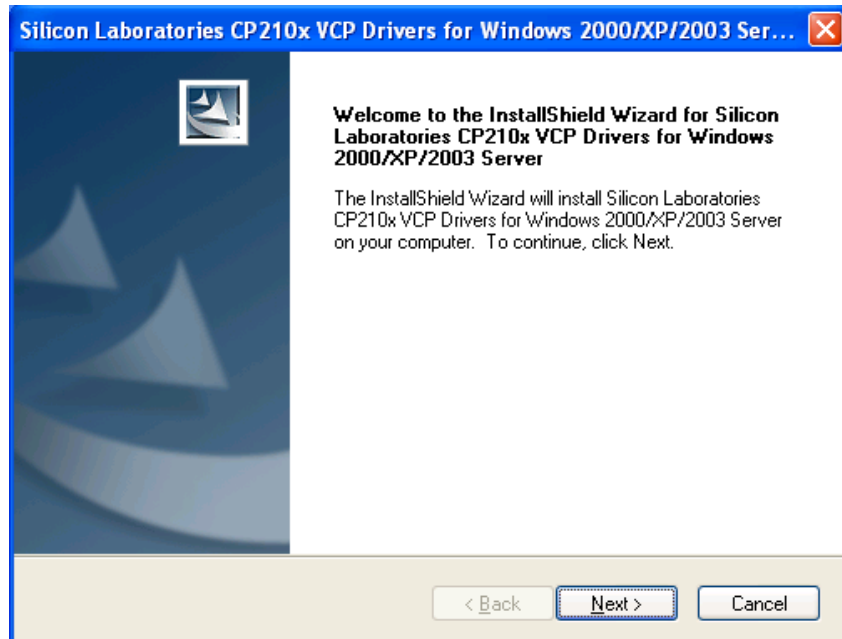 Silicon Laboratories CP210x VCP Drivers for Windows 2000/XP/2003 Ser...
Welcome to the InstallShield Wizard for Silicon
Laboratories CP210x VCP Drivers for Windows
2000/XP/2003 Server
The InstallShield Wizard will install Silicon Laboratories
CP210x VCP Drivers for Windows 2000/XP/2003 Server
on your computer.  To continue, click Next.
< Back Next > Cancel